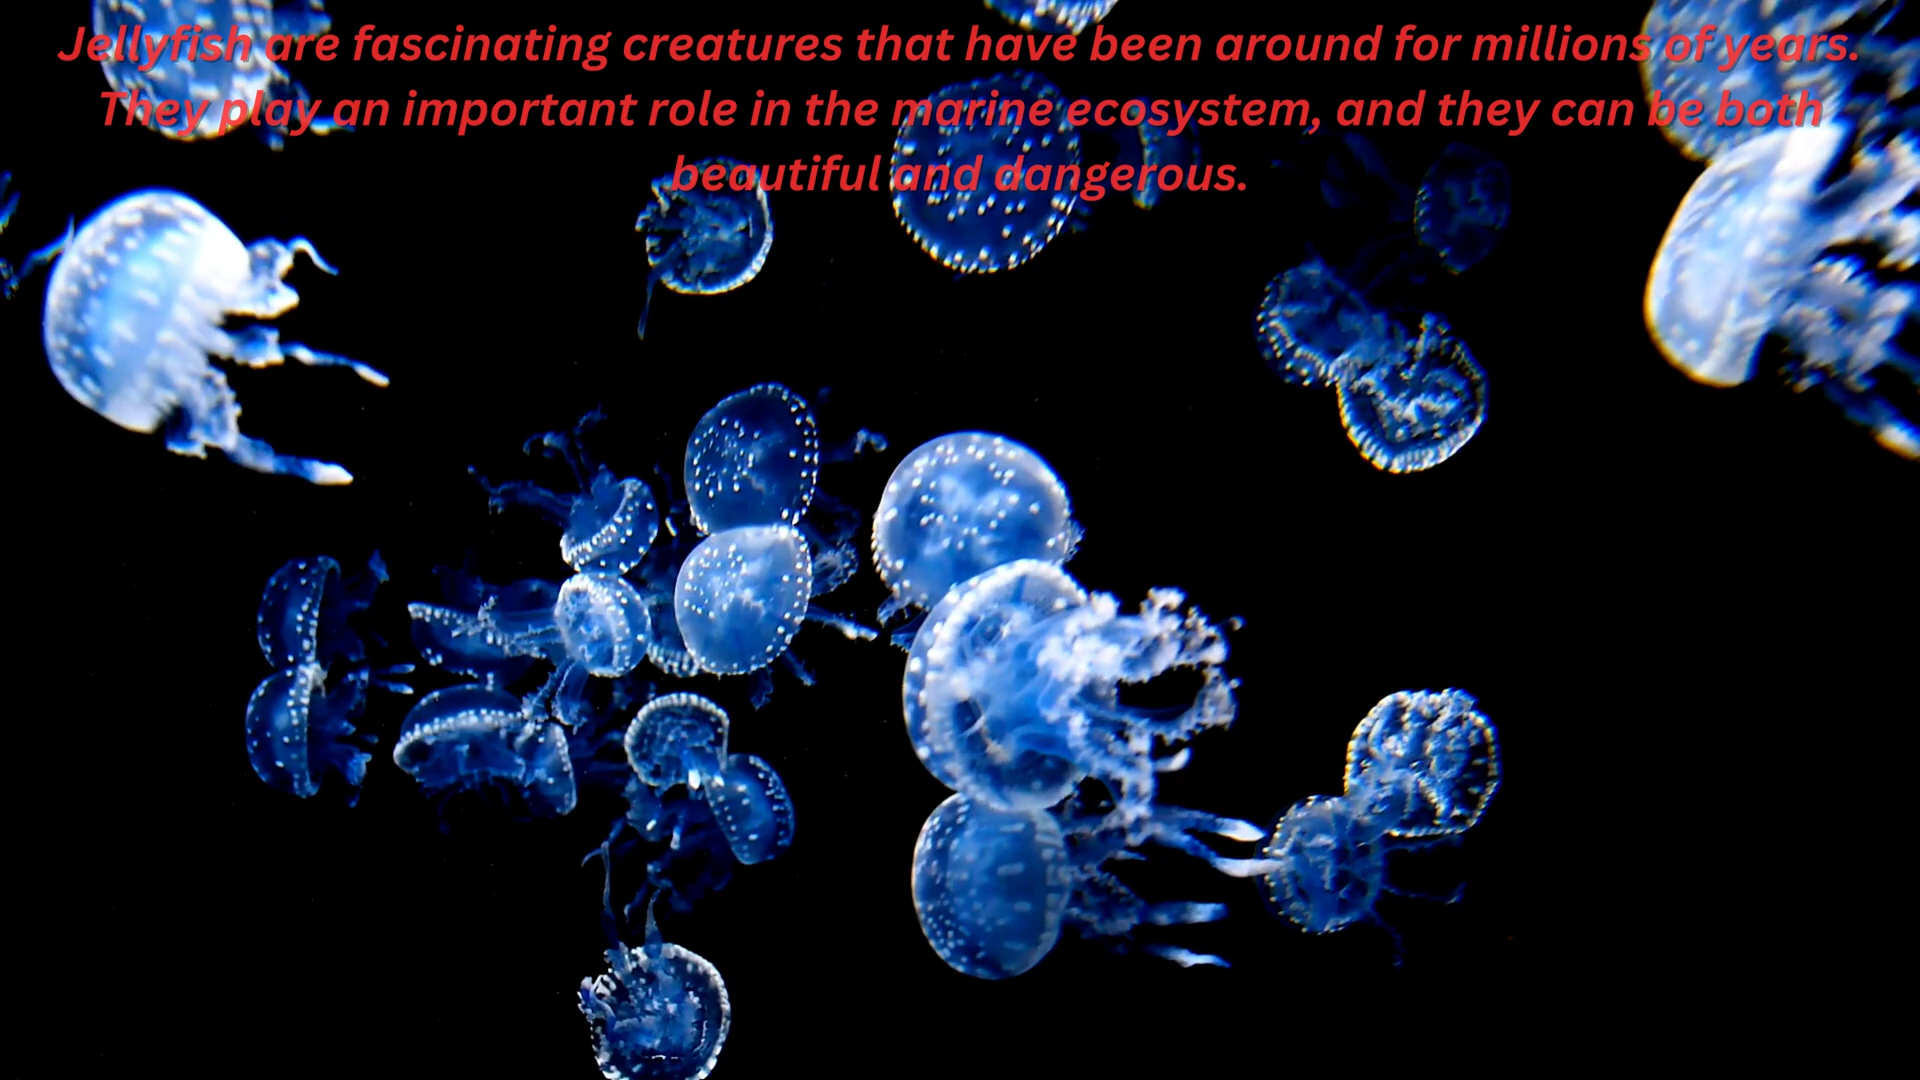 Jellyfish are fascinating creatures that have been around for millions of years.
They play an important role in the marine ecosystem, and they can be both
beautiful and dangerous.